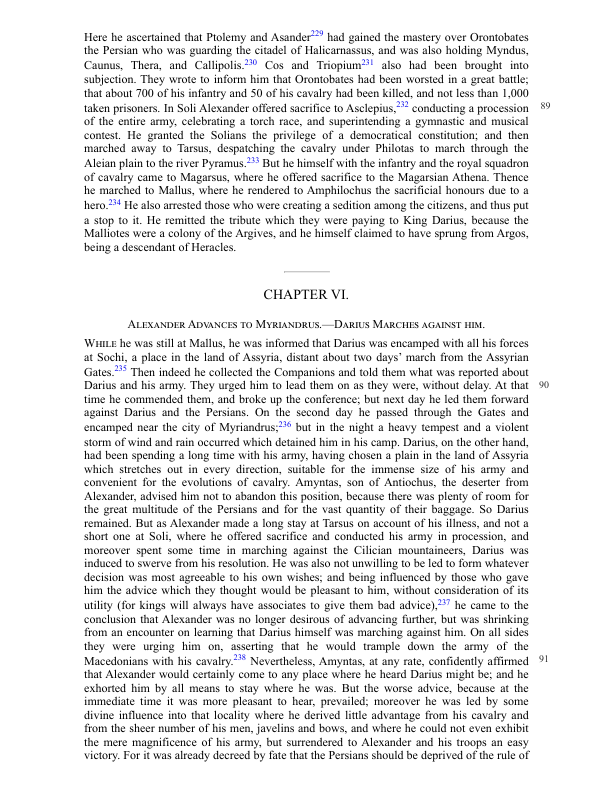 Here he ascertained that Ptolemy and Asander229 had gained the mastery over Orontobates
the Persian who was guarding the citadel of Halicarnassus, and was also holding Myndus,
Caunus, Thera, and Callipolis.230 Cos and Triopium231 also had been brought into
subjection. They wrote to inform him that Orontobates had been worsted in a great battle;
that about 700 of his infantry and 50 of his cavalry had been killed, and not less than 1,000
taken prisoners. In Soli Alexander offered sacrifice to Asclepius,232 conducting a procession 89
of the entire army, celebrating a torch race, and superintending a gymnastic and musical
contest. He granted the Solians the privilege of a democratical constitution; and then
marched away to Tarsus, despatching the cavalry under Philotas to march through the
Aleian plain to the river Pyramus.233 But he himself with the infantry and the royal squadron
of cavalry came to Magarsus, where he offered sacrifice to the Magarsian Athena. Thence
he marched to Mallus, where he rendered to Amphilochus the sacrificial honours due to a
hero.234 He also arrested those who were creating a sedition among the citizens, and thus put
a stop to it. He remitted the tribute which they were paying to King Darius, because the
Malliotes were a colony of the Argives, and he himself claimed to have sprung from Argos,
being a descendant of Heracles.
CHAPTER VI.
Alexander Advances to Myriandrus.—Darius Marches against him.
While he was still at Mallus, he was informed that Darius was encamped with all his forces
at Sochi, a place in the land of Assyria, distant about two days’ march from the Assyrian
Gates.235 Then indeed he collected the Companions and told them what was reported about
Darius and his army. They urged him to lead them on as they were, without delay. At that 90
time he commended them, and broke up the conference; but next day he led them forward
against Darius and the Persians. On the second day he passed through the Gates and
encamped near the city of Myriandrus;236 but in the night a heavy tempest and a violent
storm of wind and rain occurred which detained him in his camp. Darius, on the other hand,
had been spending a long time with his army, having chosen a plain in the land of Assyria
which stretches out in every direction, suitable for the immense size of his army and
convenient for the evolutions of cavalry. Amyntas, son of Antiochus, the deserter from
Alexander, advised him not to abandon this position, because there was plenty of room for
the great multitude of the Persians and for the vast quantity of their baggage. So Darius
remained. But as Alexander made a long stay at Tarsus on account of his illness, and not a
short one at Soli, where he offered sacrifice and conducted his army in procession, and
moreover spent some time in marching against the Cilician mountaineers, Darius was
induced to swerve from his resolution. He was also not unwilling to be led to form whatever
decision was most agreeable to his own wishes; and being influenced by those who gave
him the advice which they thought would be pleasant to him, without consideration of its
utility (for kings will always have associates to give them bad advice),237 he came to the
conclusion that Alexander was no longer desirous of advancing further, but was shrinking
from an encounter on learning that Darius himself was marching against him. On all sides
they were urging him on, asserting that he would trample down the army of the
Macedonians with his cavalry.238 Nevertheless, Amyntas, at any rate, confidently affirmed 91
that Alexander would certainly come to any place where he heard Darius might be; and he
exhorted him by all means to stay where he was. But the worse advice, because at the
immediate time it was more pleasant to hear, prevailed; moreover he was led by some
divine influence into that locality where he derived little advantage from his cavalry and
from the sheer number of his men, javelins and bows, and where he could not even exhibit
the mere magnificence of his army, but surrendered to Alexander and his troops an easy
victory. For it was already decreed by fate that the Persians should be deprived of the rule of